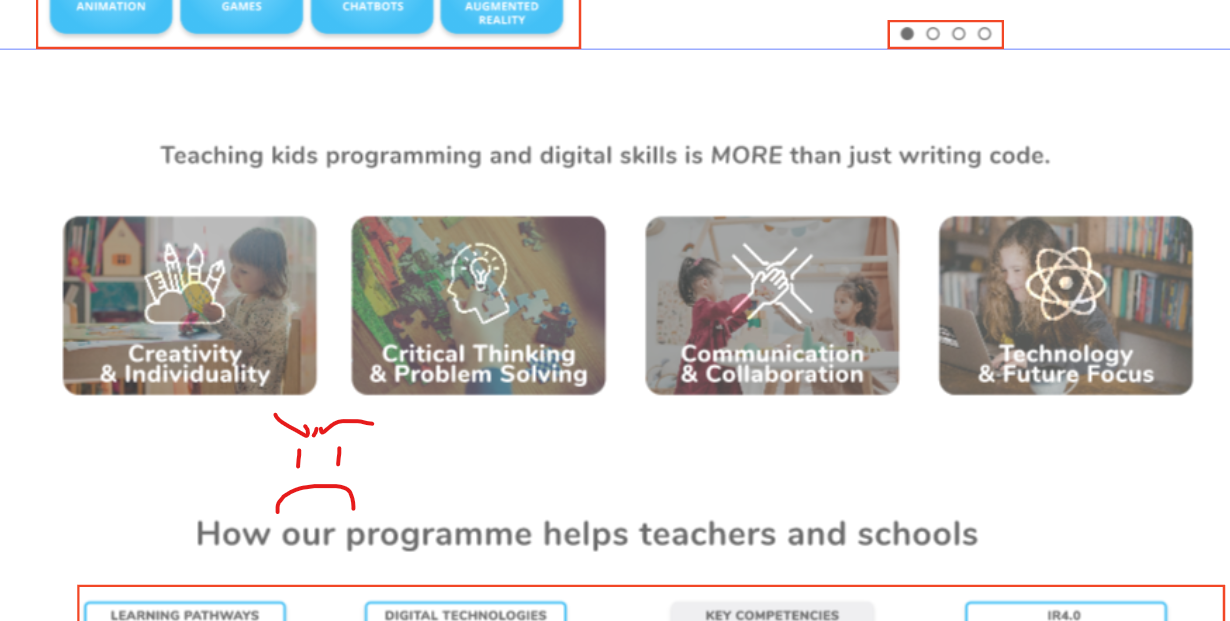 ANIMATION GAMES CHATBOTS AUGMENTED
REALITY
Teaching kids programming and digital skills is MORE than just writing code.
Creativity Critical Thinking Communication Technology
& Individuality & Problem Solving & Collaboration & Future Focus
How our programme helps teachers and schools
LEARNING PATHWAYS DIGITAL TECHNOLOGIES KEY COMPETENCIES IR4.0